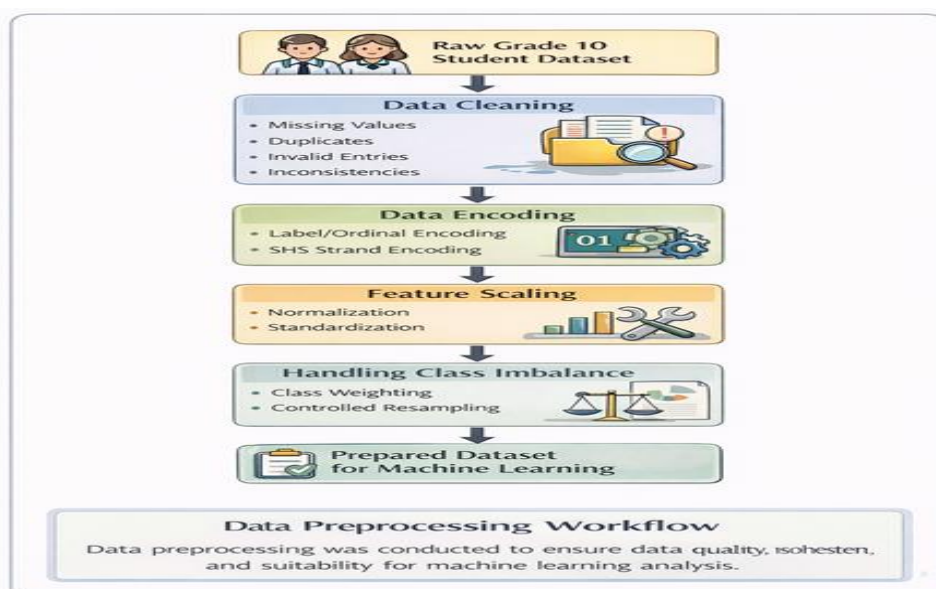 Raw Grade 10
Student Dataset
Data Cleaning
• Missing Values
• Duplicates
• Invalid Entries
• Inconsistencies
Data Encoding
• Label/Ordinal Encoding
01
• SHS Strand Encoding
Feature Scaling
• Normalization
• Standardization
Handling Class Imbalance
• Class Weighting
• Controlled Resampling
Prepared Dataset
for Machine Learning
Data Preprocessing Workflow
Data preprocessing was conducted to ensure data quality,
and suitability for machine learning analysis.